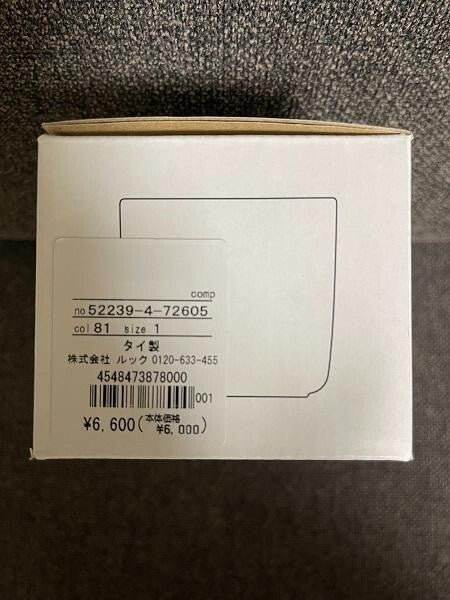 comp
no 52239-4-72605
col 81 size 1
タイ製
株式会社 ルック 0120-633-455
4548473878000
001
¥6,600(本体価格 ¥6,000)